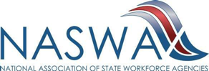 NASWA
NATIONAL ASSOCIATION OF STATE WORKFORCE AGENCIES